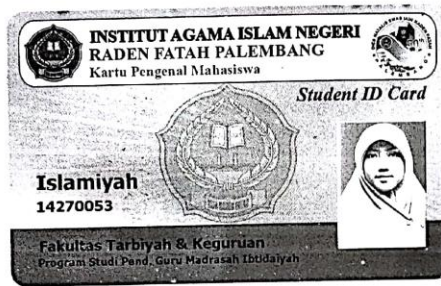 INSTITUT AGAMA ISLAM NEGERI
RADEN FATAH PALEMBANG
Kartu Pengenal Mahasiswa
Student ID Card
Islamiyah
14270053
Fakultas Tarbiyah & Keguruan
Program Studi Pend. Guru Madrasah Ibtidaiyah